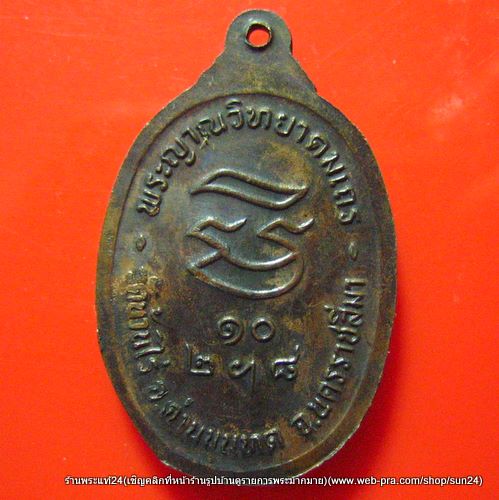 พระญาณวิทยาคมเถร
๑๐
๒ ๗ ๘
วัดบ้านไร่ อ.ด่านขุนทด จ.นครราชสีมา
ร้านพระแท้24(เชิญคลิกที่หน้าร้านรูปบ้านดูรายการพระมากมาย)(www.web-pra.com/shop/sun24)